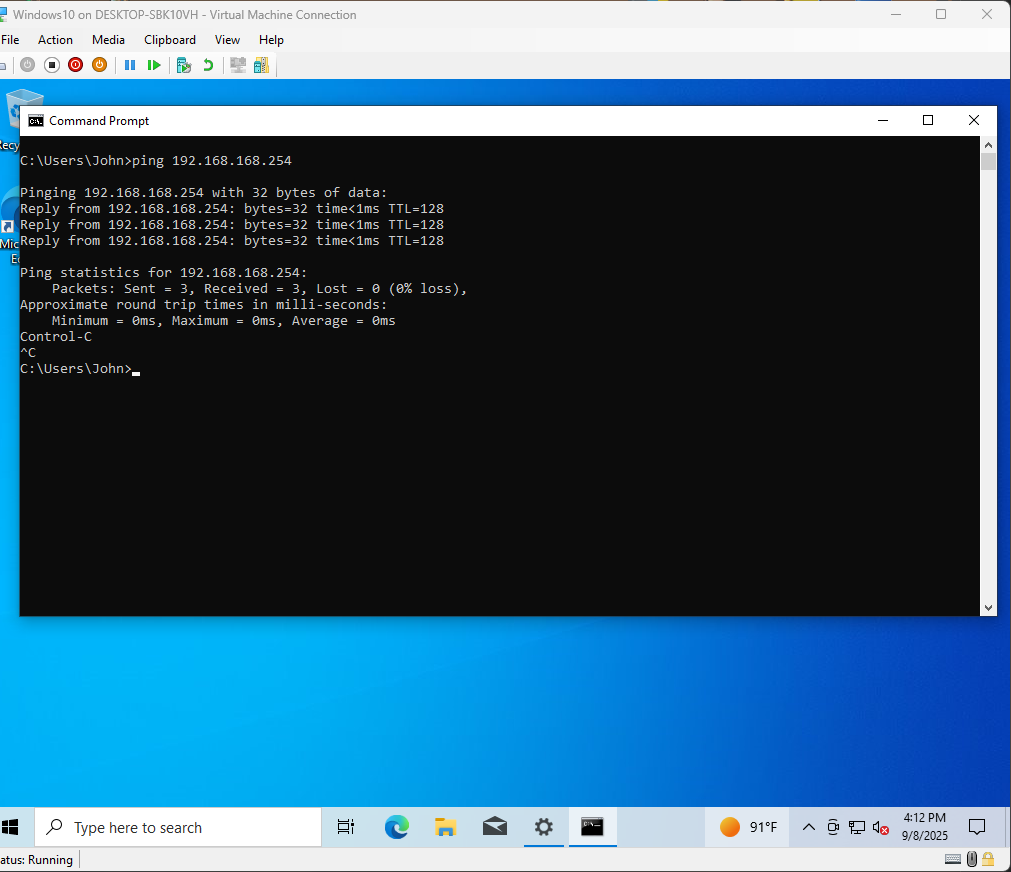 Windows10 on DESKTOP-SBK10VH - Virtual Machine Connection
File Action Media Clipboard View Help
Recy
Command Prompt
C:\Users\John>ping 192.168.168.254
Pinging 192.168.168.254 with 32 bytes of data:
Reply from 192.168.168.254: bytes=32 time<1ms TTL=128
Reply from 192.168.168.254: bytes=32 time<1ms TTL=128
Reply from 192.168.168.254: bytes=32 time<1ms TTL=128
Mic
E
Ping statistics for 192.168.168.254:
    Packets: Sent = 3, Received = 3, Lost = 0 (0% loss),
Approximate round trip times in milli-seconds:
    Minimum = 0ms, Maximum = 0ms, Average = 0ms
Control-C
^C
C:\Users\John>
Type here to search
91°F
4:12 PM
9/8/2025
atus: Running